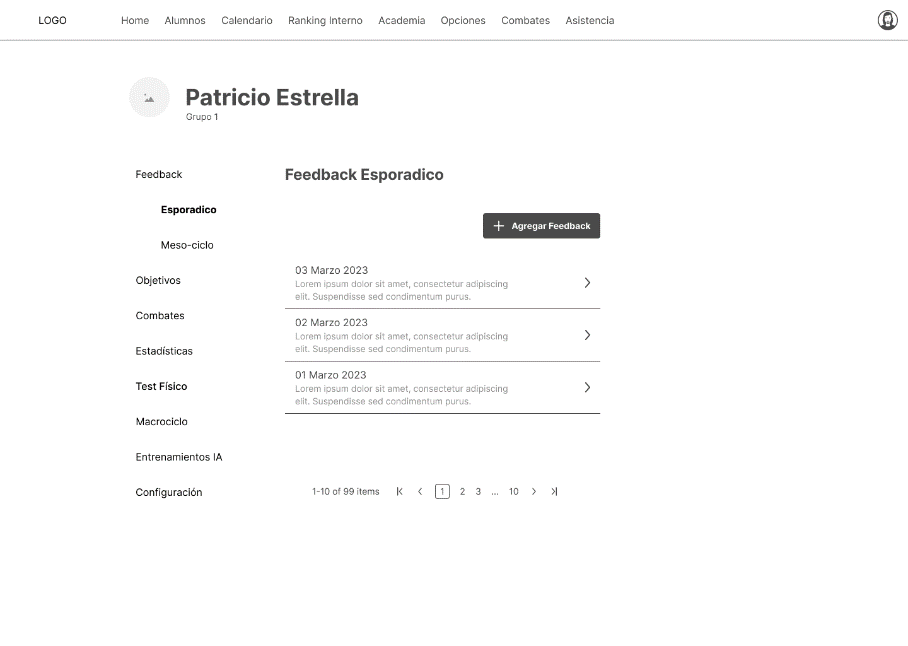 LOGO Home Alumnos Calendario Ranking Interno Academia Opciones Combates Asistencia
Patricio Estrella
Grupo 1
Feedback
Esporadico
Meso-ciclo
Objetivos
Combates
Estadísticas
Test Físico
Macrociclo
Entrenamientos IA
Configuración
Feedback Esporadico
Agregar Feedback
03 Marzo 2023
Lorem ipsum dolor sit amet, consectetur adipiscing
elit. Suspendisse sed condimentum purus.
02 Marzo 2023
Lorem ipsum dolor sit amet, consectetur adipiscing
elit. Suspendisse sed condimentum purus.
01 Marzo 2023
Lorem ipsum dolor sit amet, consectetur adipiscing
elit. Suspendisse sed condimentum purus.
1-10 of 99 items 1 2 3 ... 10